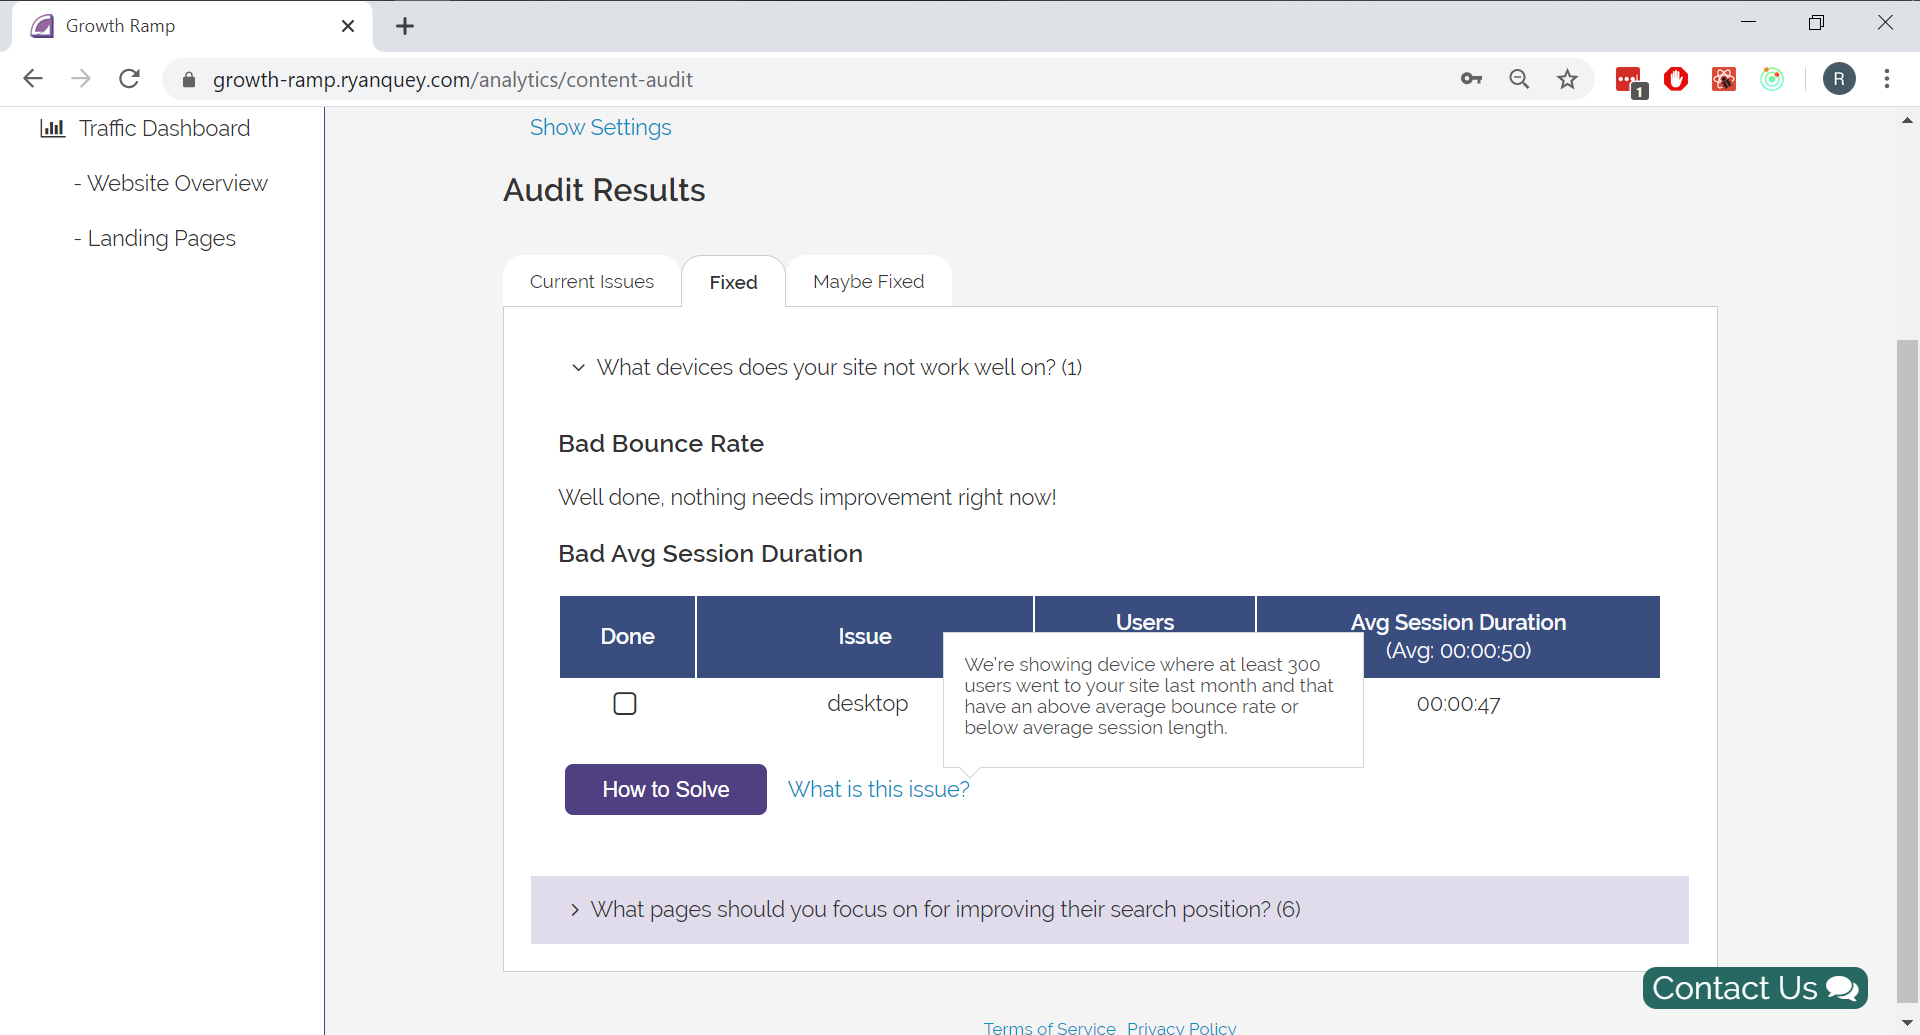 Growth Ramp
growth-ramp.ryanquey.com/analytics/content-audit
1
R
Traffic Dashboard
- Website Overview
- Landing Pages
Show Settings
Audit Results
Current Issues
Fixed
Maybe Fixed
What devices does your site not work well on? (1)
Bad Bounce Rate
Well done, nothing needs improvement right now!
Bad Avg Session Duration
Done
Issue
Users
Avg Session Duration
(Avg: 00:00:50)
desktop
00:00:47
We're showing device where at least 300
users went to your site last month and that
have an above average bounce rate or
below average session length.
How to Solve
What is this issue?
What pages should you focus on for improving their search position? (6)
Contact Us
Terms of Service Privacy Policy